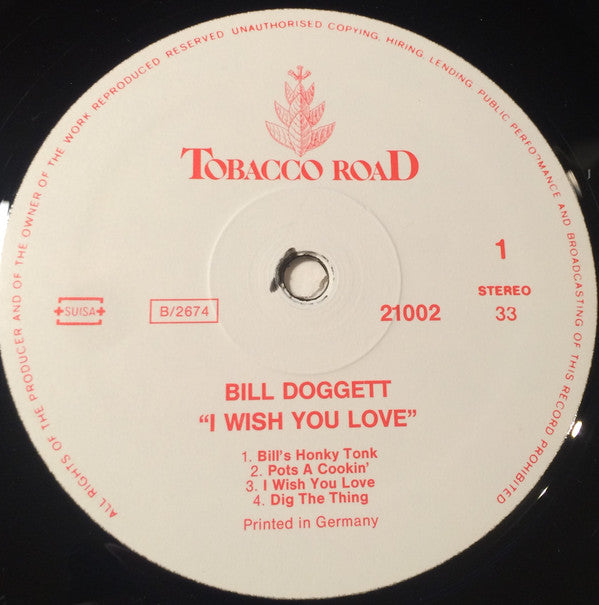 ALL RIGHTS OF THE PRODUCER AND OF THE OWNER OF THE WORK REPRODUCED RESERVED UNAUTHORISED COPYING, HIRING, LENDING, PUBLIC PERFORMANCE AND BROADCASTING OF THIS RECORD PROHIBITED
TOBACCO ROAD
1
STEREO
SUISA B/2674 21002 33
BILL DOGGETT
“I WISH YOU LOVE”
1. Bill's Honky Tonk
2. Pots A Cookin'
3. I Wish You Love
4. Dig The Thing
Printed in Germany